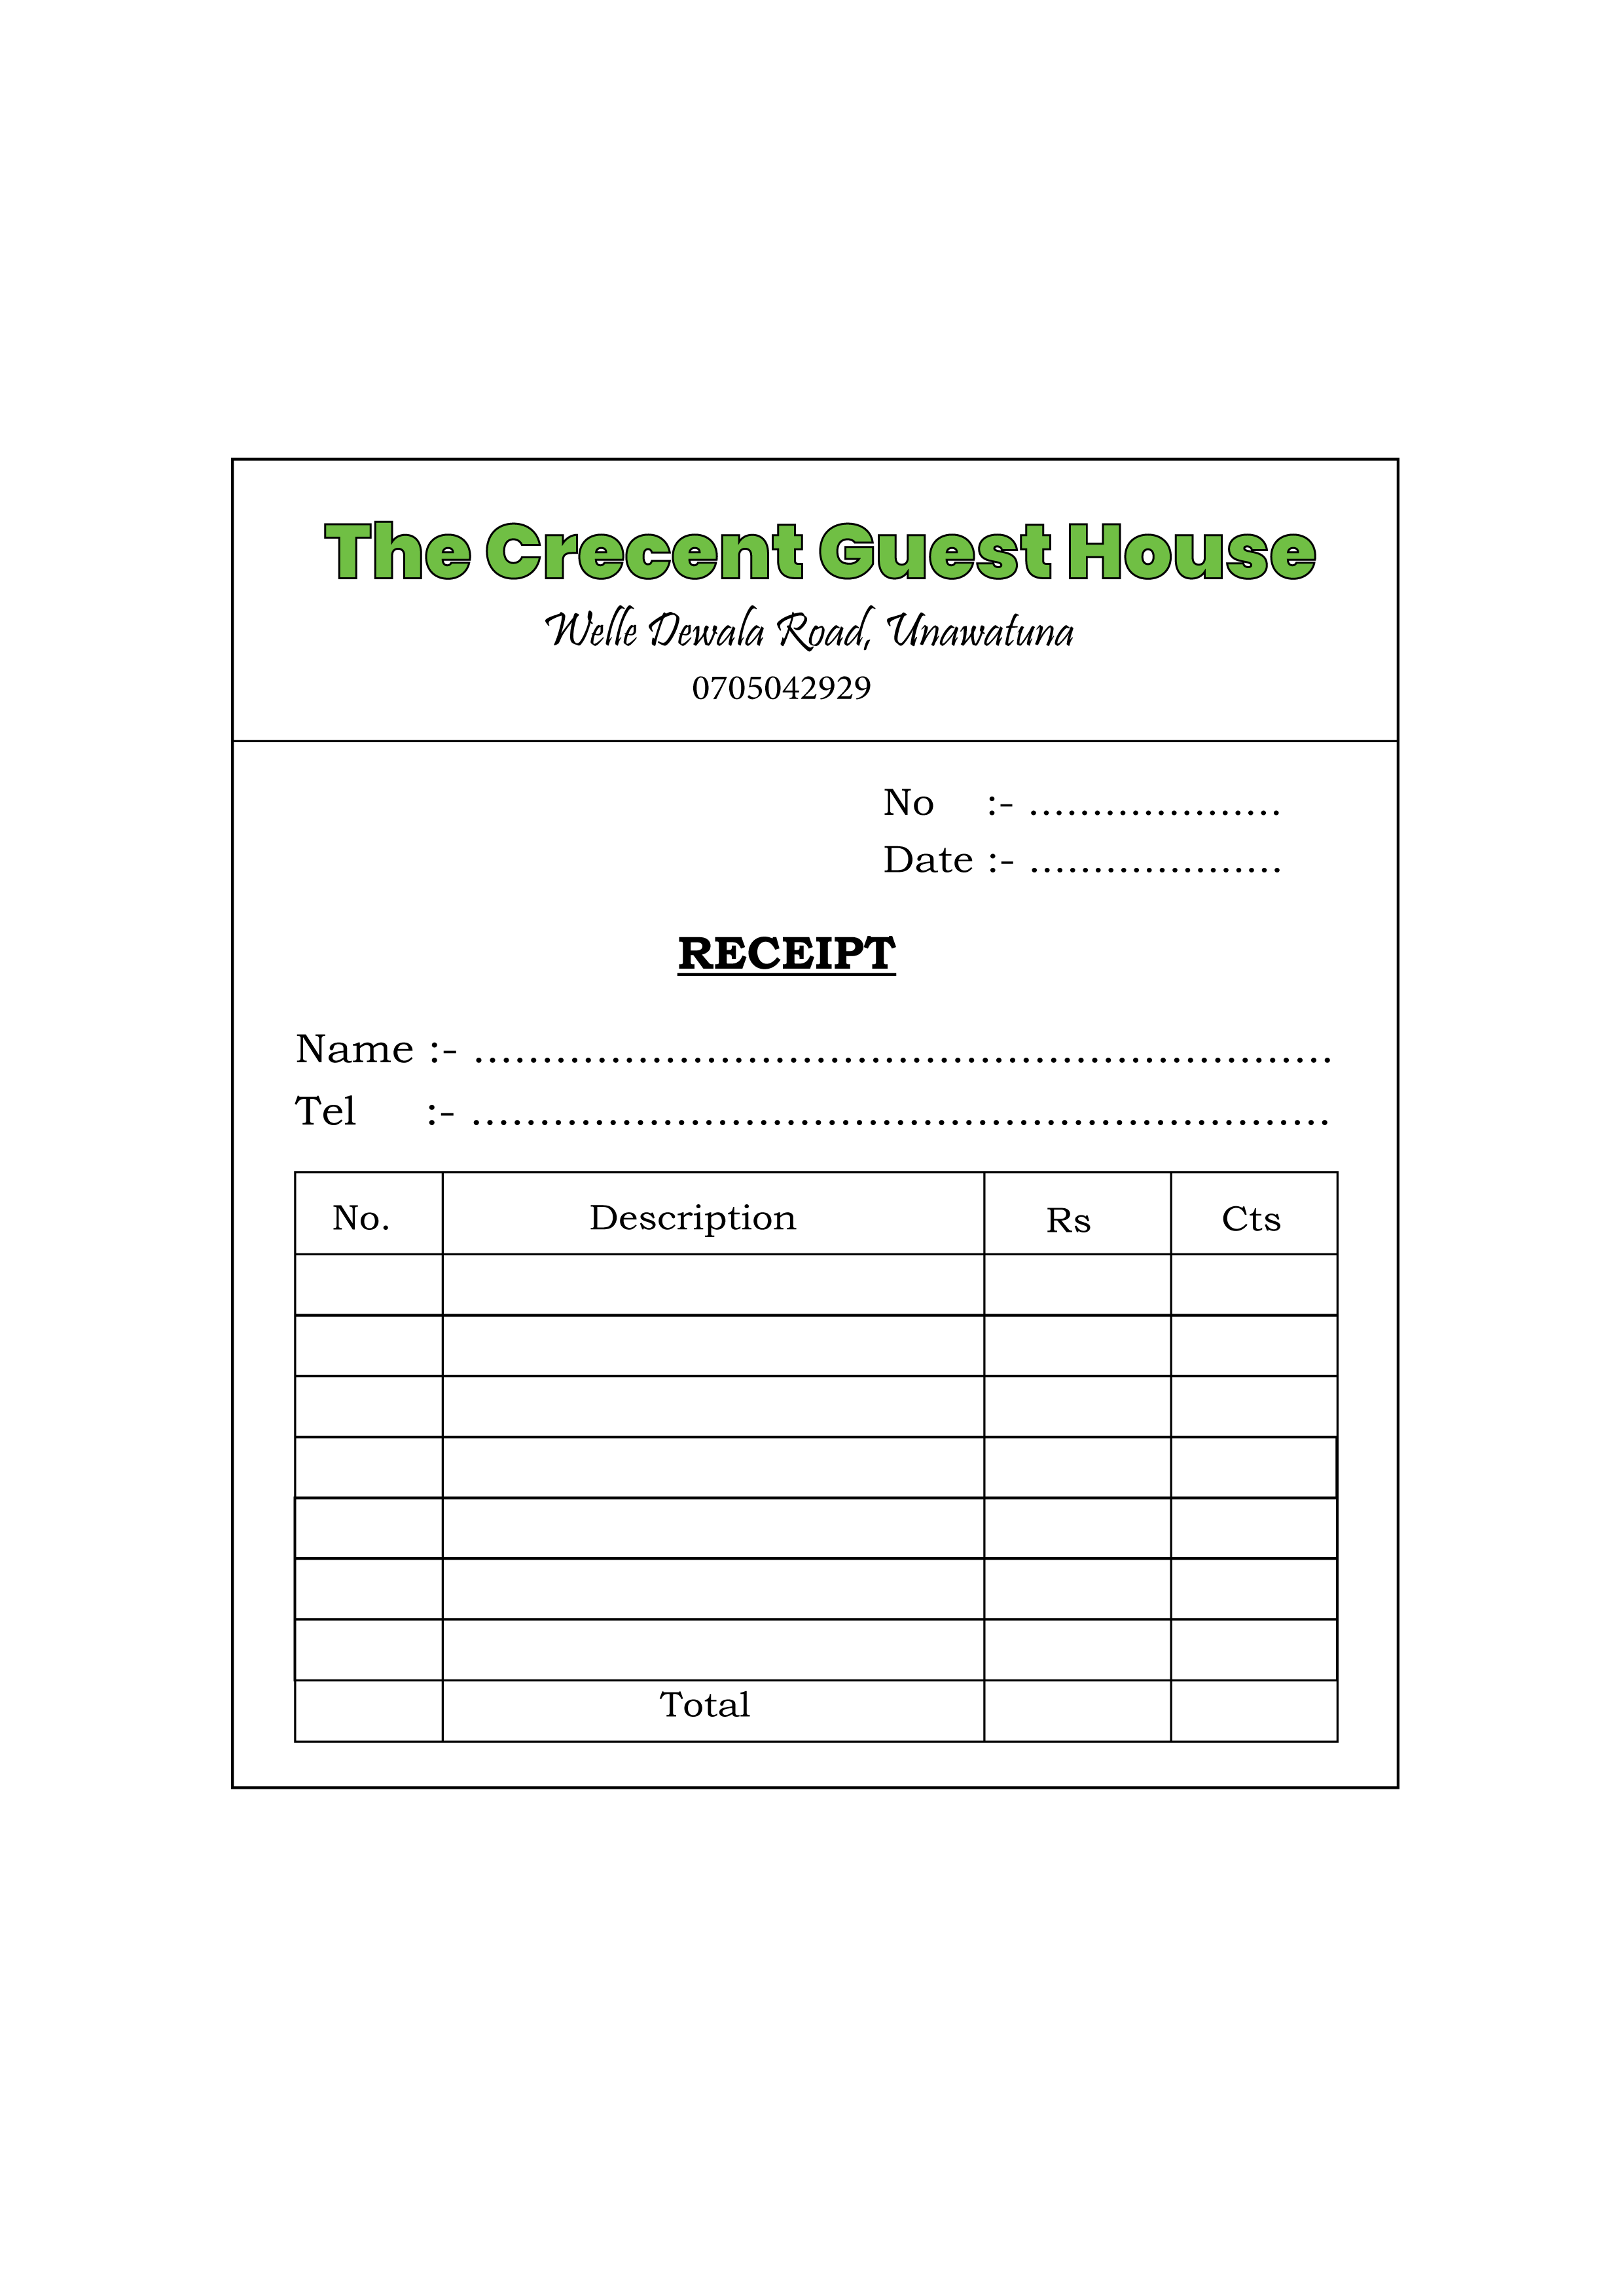 The Crecent Guest House
Welle Dewala Road, Unawatuna
0705042929
No :- ...................
Date :- ...................
RECEIPT
Name :- ...............................................................
Tel :- ...............................................................
No. Description Rs Cts
Total